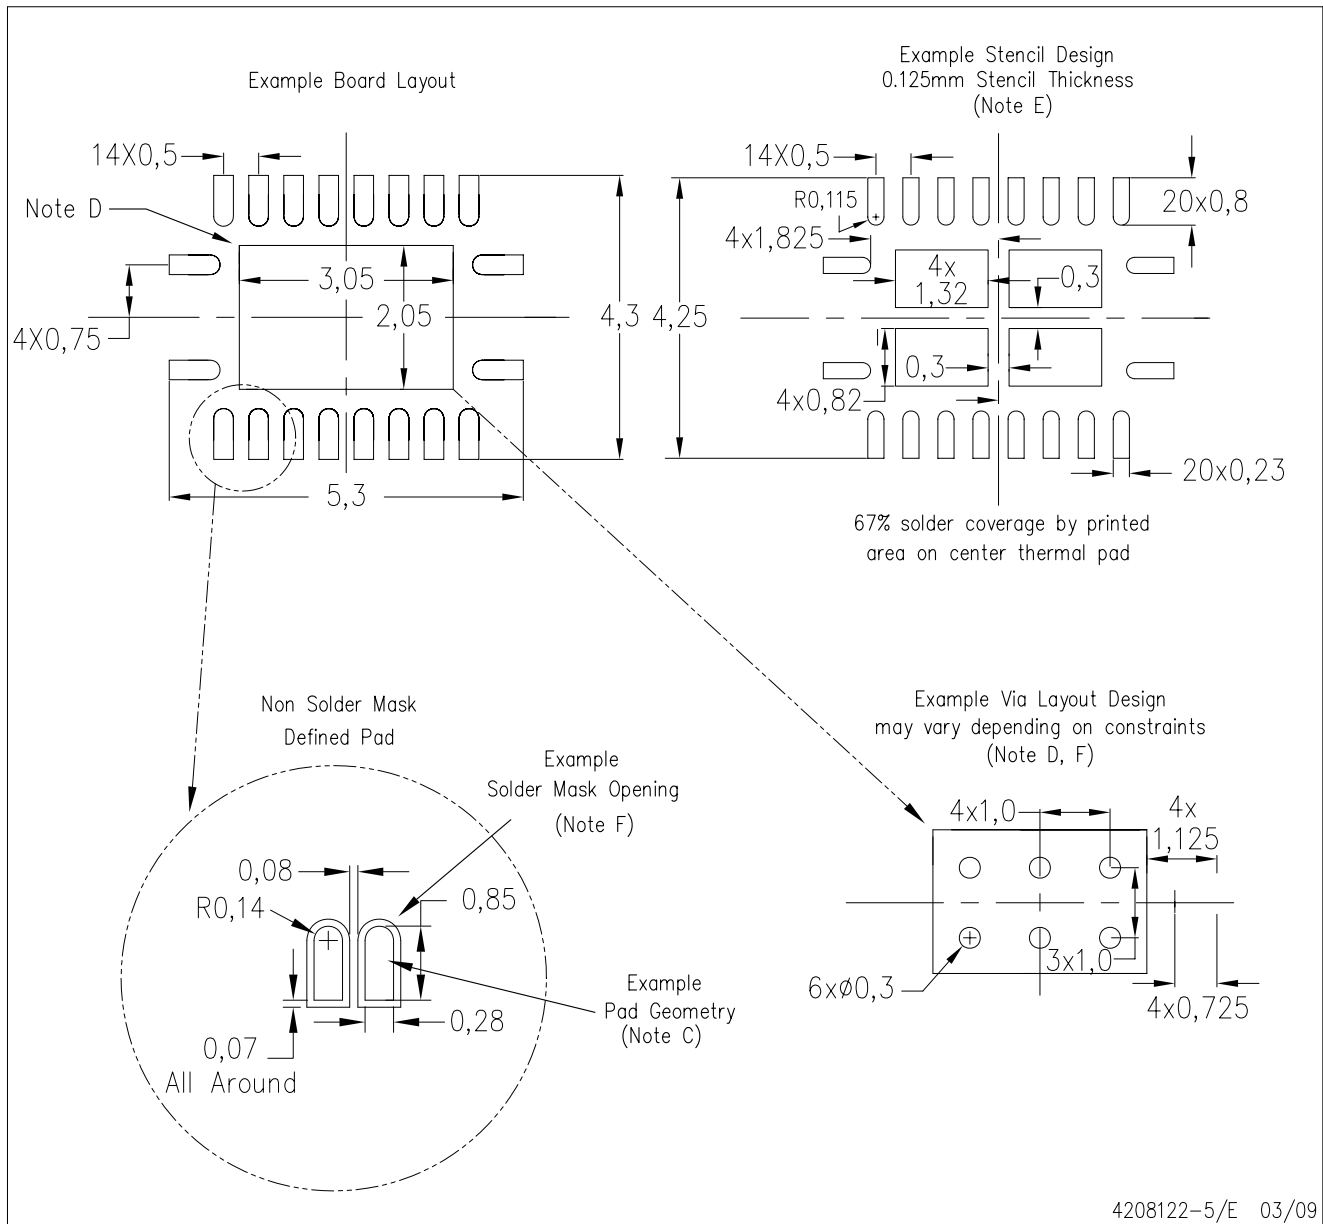 Example Board Layout
14X0,5
Note D
3,05
2,05
4X0,75
4,3
5,3
Example Stencil Design
0.125mm Stencil Thickness
(Note E)
14X0,5
R0,115
20x0,8
4x1,825
4x
1,32
0,3
4,25
0,3
4x0,82
20x0,23
67% solder coverage by printed
area on center thermal pad
Non Solder Mask
Defined Pad
Example
Solder Mask Opening
(Note F)
0,08
R0,14
0,85
Example
Pad Geometry
(Note C)
0,28
0,07
All Around
Example Via Layout Design
may vary depending on constraints
(Note D, F)
4x1,0
4x
1,125
3x1,0
6xø0,3
4x0,725
4208122-5/E 03/09